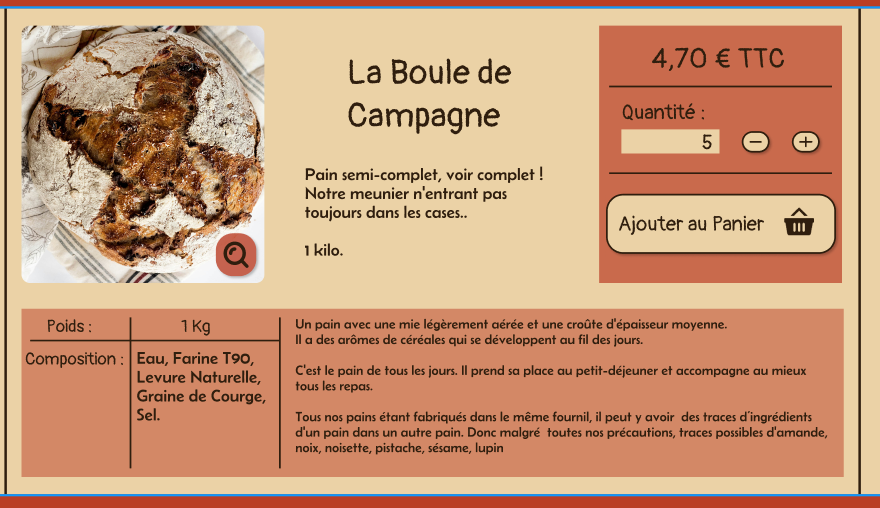 La Boule de
Campagne
Pain semi-complet, voir complet !
Notre meunier n'entrant pas
toujours dans les cases..
1 kilo.
4,70 € TTC
Quantité :
5
Ajouter au Panier
Poids :
1 Kg
Composition :
Eau, Farine T90,
Levure Naturelle,
Graine de Courge,
Sel.
Un pain avec une mie légèrement aérée et une croûte d'épaisseur moyenne.
Il a des arômes de céréales qui se développent au fil des jours.
C'est le pain de tous les jours. Il prend sa place au petit-déjeuner et accompagne au mieux
tous les repas.
Tous nos pains étant fabriqués dans le même fournil, il peut y avoir  des traces d'ingrédients
d'un pain dans un autre pain. Donc malgré  toutes nos précautions, traces possibles d'amande,
noix, noisette, pistache, sésame, lupin